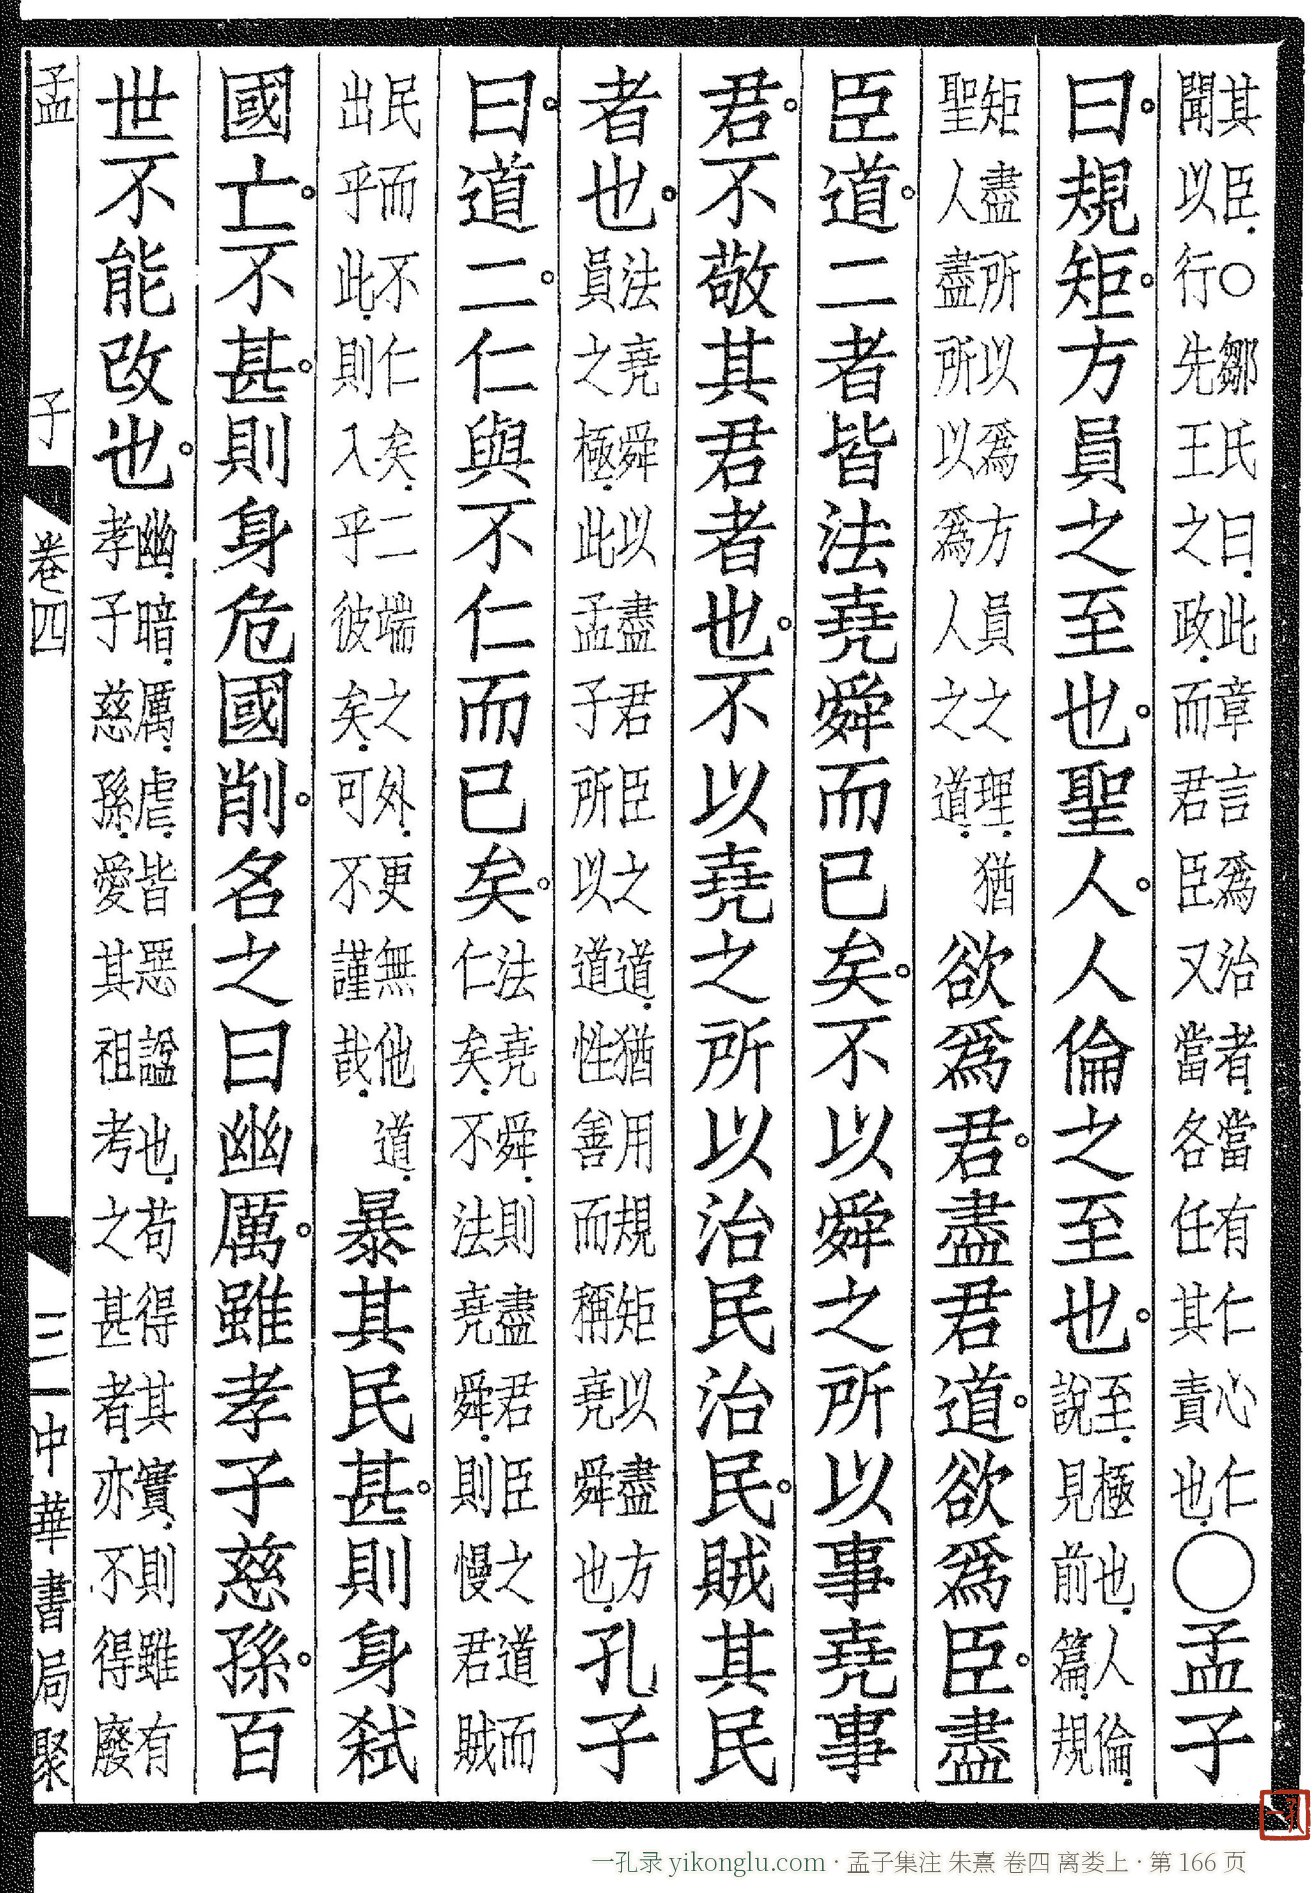 其臣。○鄒氏曰。此章言爲治者。當有仁心仁
聞以行先王之政。而君臣又當各任其責也。○孟子
曰。規矩。方員之至也。聖人。人倫之至也。至。極也。人倫。
說見前篇。規
矩盡所以爲方員之理。猶
聖人盡所以爲人之道。欲爲君。盡君道。欲爲臣。盡
臣道。二者皆法堯舜而已矣。不以舜之所以事堯事
君。不敬其君者也。不以堯之所以治民治民。賊其民
者也。法堯舜以盡君臣之道。猶用規矩以盡方
員之極。此孟子所以道性善而稱堯舜也。孔子
曰。道二。仁與不仁而已矣。法堯舜。則盡君臣之道而
仁矣。不法堯舜。則慢君賊
民而不仁矣。二端之外。更無他道。
出乎此。則入乎彼矣。可不謹哉。暴其民甚。則身弒
國亡。不甚。則身危國削。名之曰幽厲。雖孝子慈孫。百
世不能改也。幽。暗。厲。虐。皆惡諡也。苟得其實。則雖有
孝子慈孫。愛其祖考之甚者。亦不得廢
孟子 卷四 三 中華書局聚
一孔录 yikonglu.com · 孟子集注 朱熹 卷四 离娄上 · 第 166 页